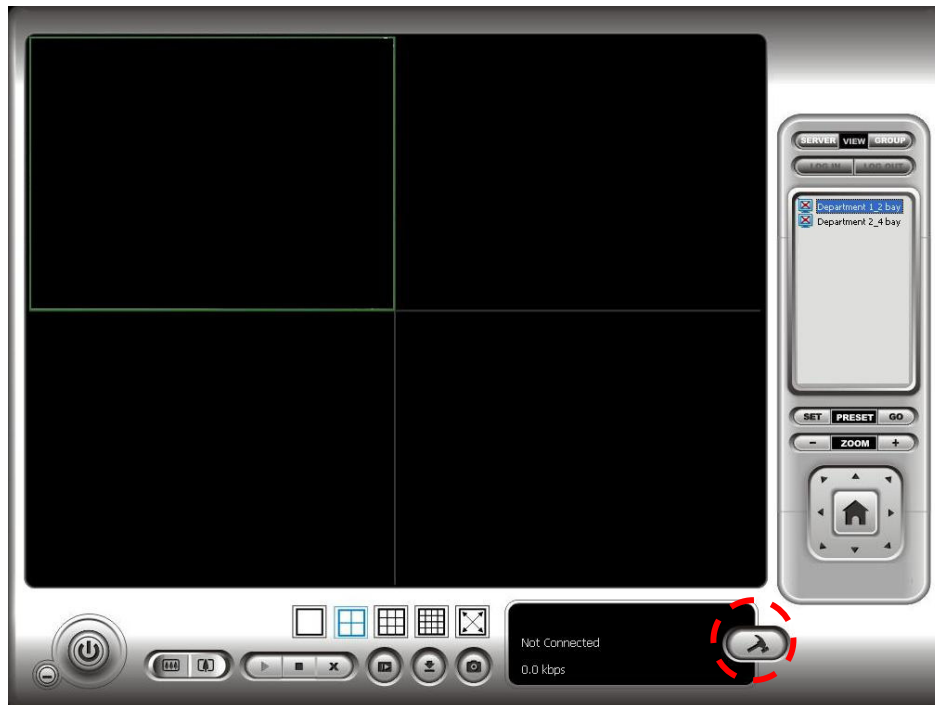 SERVER VIEW GROUP
LOG IN LOG OUT
Department 1_2 bay
Department 2_4 bay
SET PRESET GO
- ZOOM +
Not Connected
0.0 kbps